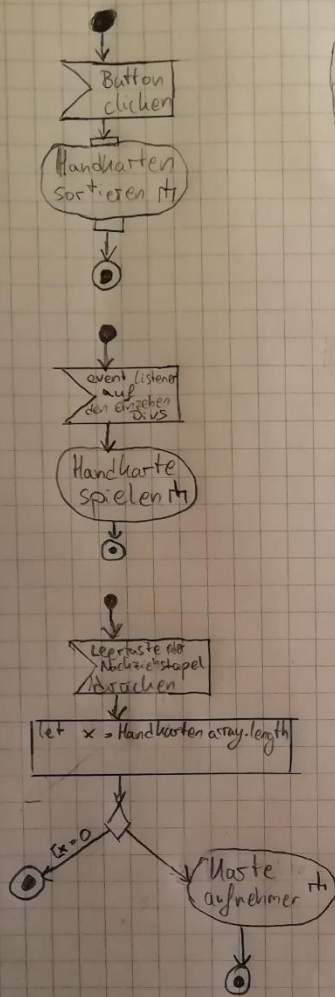 Button
clicken
Handkarten
sortieren
event listener
auf
den einzelnen
Divs
Handkarte
spielen
Leertaste oder
Nachziehstapel
drücken
let x = Handkarten array.length
[x=0
Karte
aufnehmen